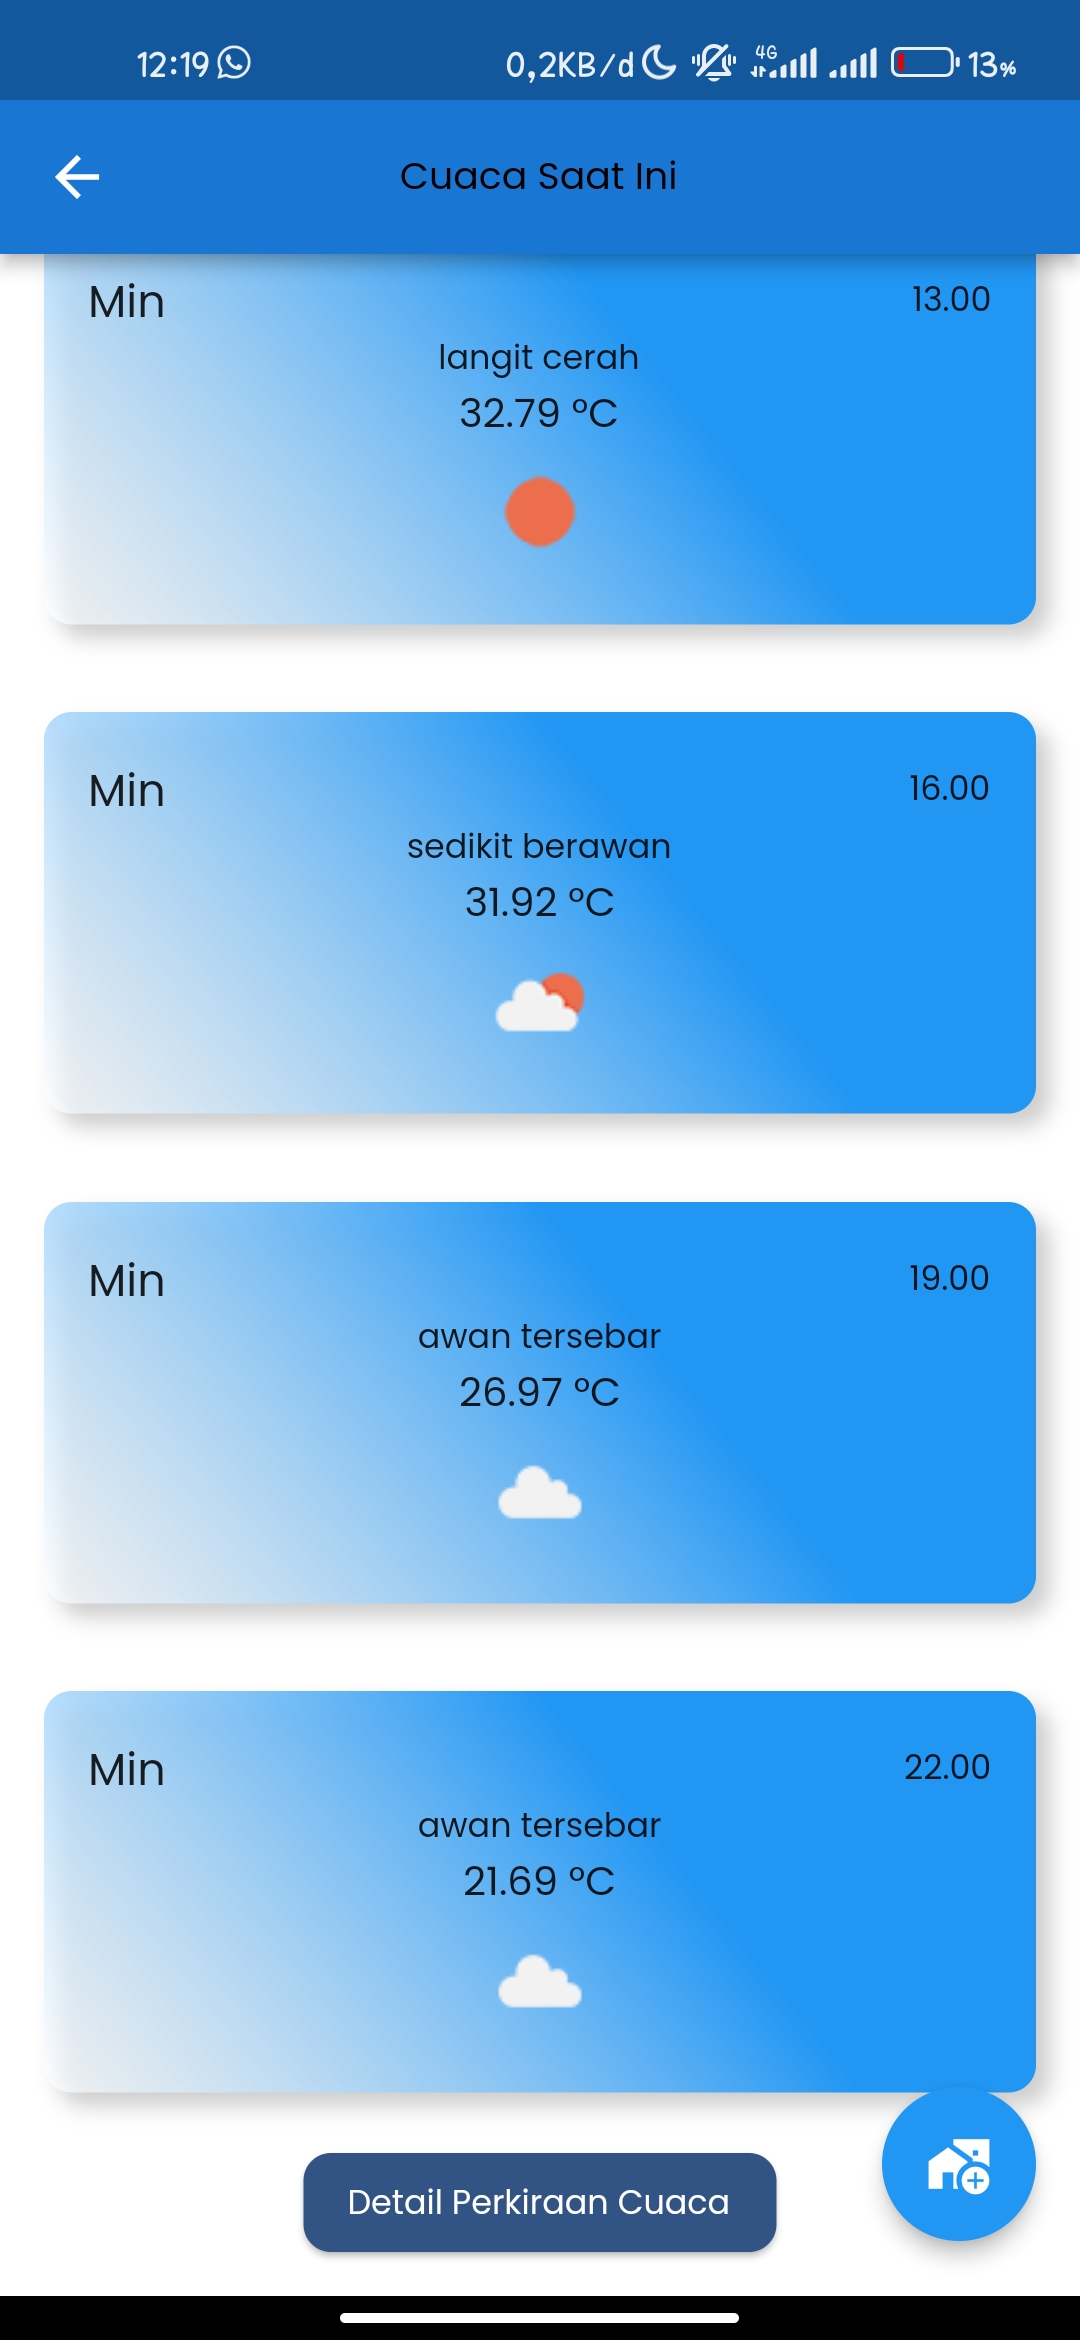 12:19
0,2KB/d
4G
13%
Cuaca Saat Ini
Min
13.00
langit cerah
32.79 °C
Min
16.00
sedikit berawan
31.92 °C
Min
19.00
awan tersebar
26.97 °C
Min
22.00
awan tersebar
21.69 °C
Detail Perkiraan Cuaca